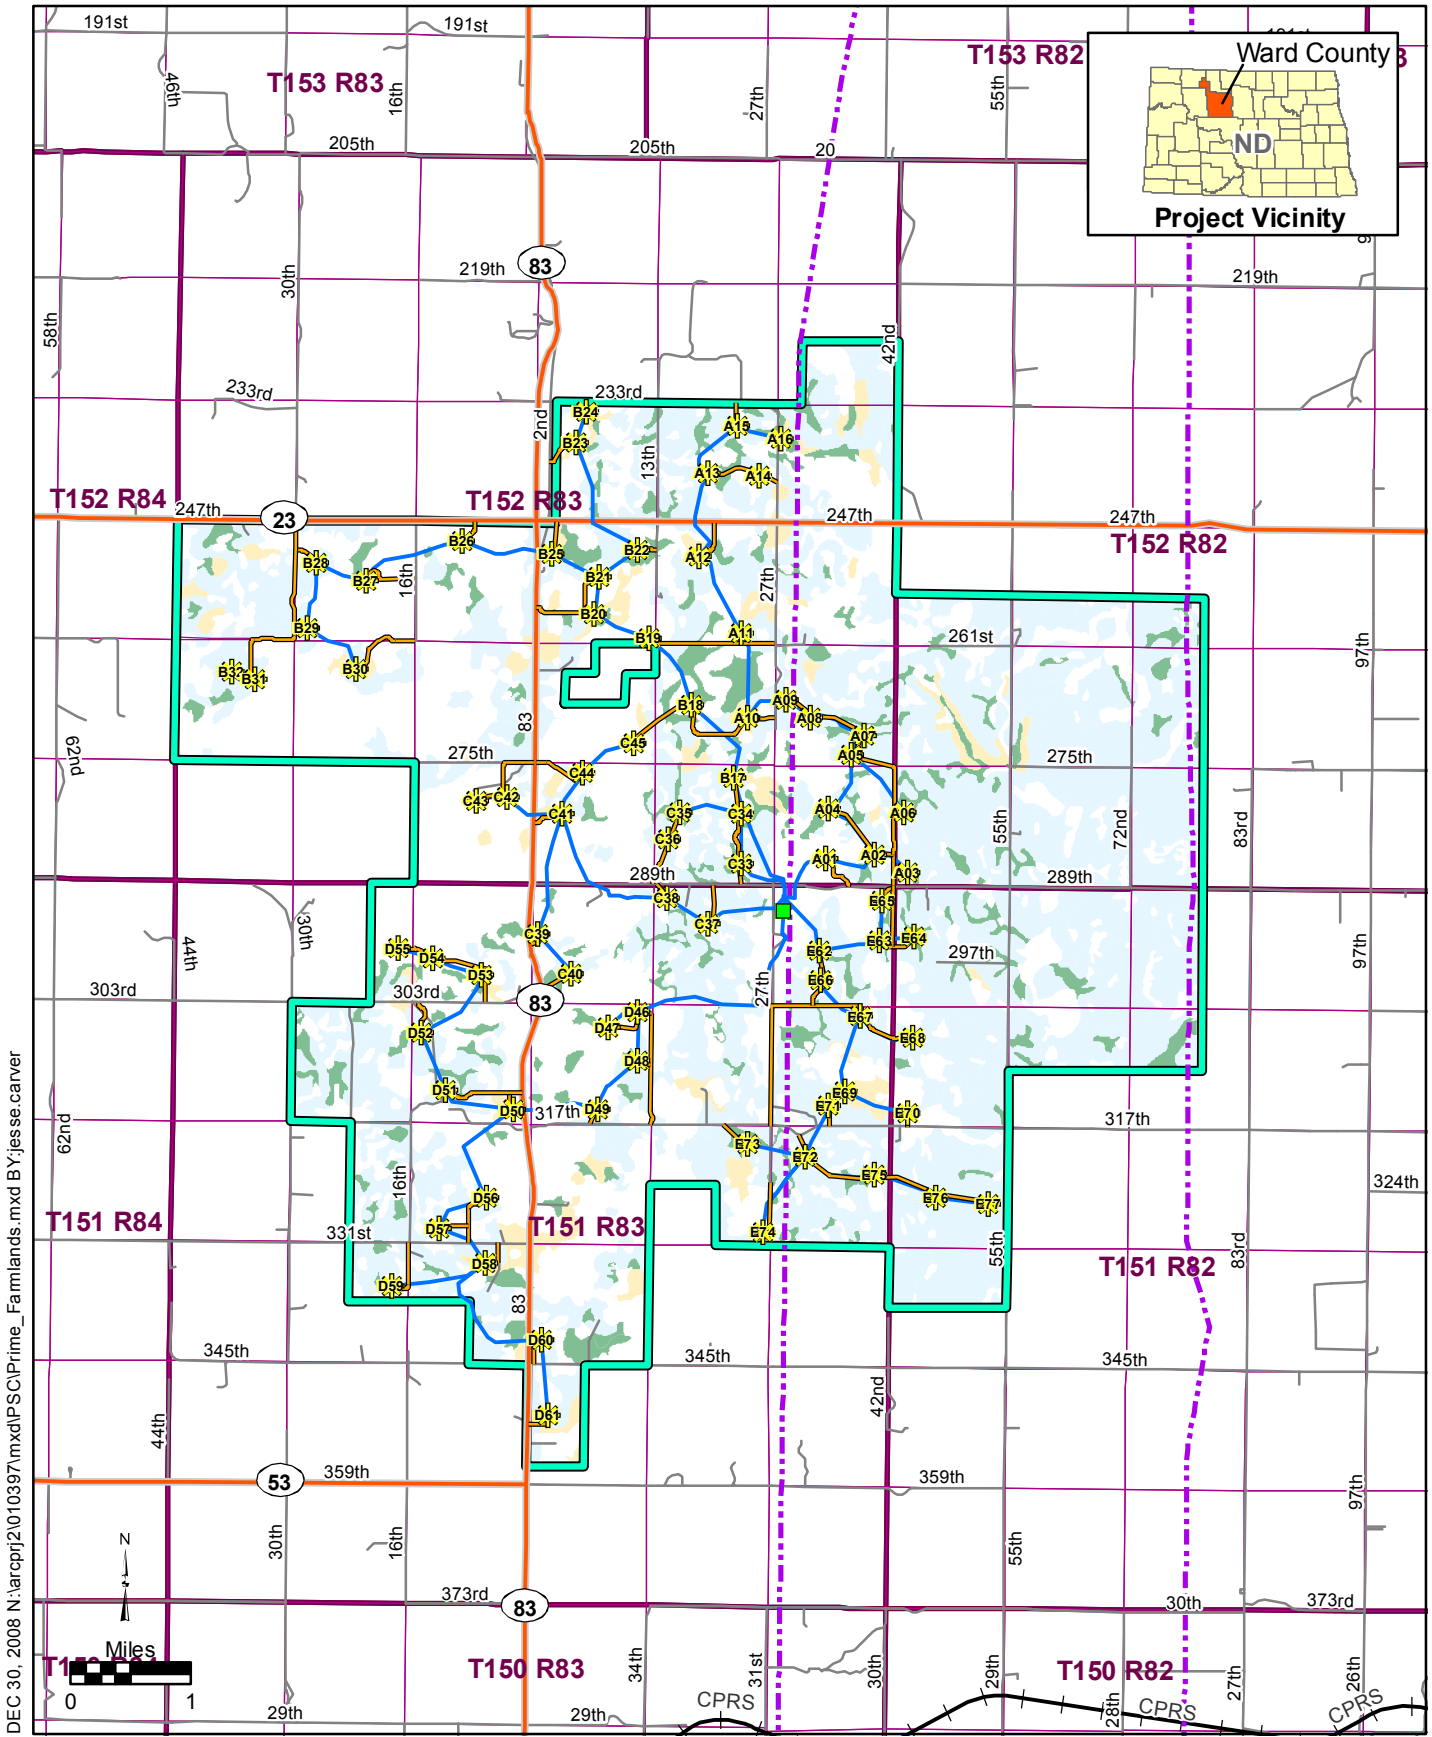 191st
191st
191st
Ward County
T153 R83
T153 R82
46th
16th
27th
55th
ND
Project Vicinity
205th
205th
20
83
219th
219th
30th
58th
42nd
233rd
233rd
2nd
13th
B24
B23
A15
A16
A13
A14
T152 R84
T152 R83
247th
23
247th
247th
T152 R82
B26
B25
B22
A12
B28
B27
16th
B21
27th
B20
B29
B19
A11
261st
97th
B32
B31
B30
B18
A09
A10
A08
83
A07
C45
A05
62nd
275th
275th
C44
B17
C43
C42
C41
C35
C34
A04
A06
C36
55th
72nd
83rd
C33
A01
A02
A03
289th
289th
C38
E65
C37
30th
C39
E64
E63
E62
44th
D55
D54
D53
C40
297th
97th
E66
303rd
303rd
83
27th
D46
D47
E67
D52
E68
D48
D51
E69
D50
317th
D49
E71
E70
317th
62nd
E73
E72
16th
E75
324th
D56
E76
E77
T151 R84
D57
T151 R83
331st
E74
55th
83rd
D58
T151 R82
D59
83
D60
345th
345th
345th
42nd
D61
44th
53
359th
359th
97th
N
30th
16th
55th
373rd
83
30th
373rd
Miles
0
1
T150 R83
34th
31st
30th
29th
T150 R82
28th
27th
26th
29th
29th
CPRS
CPRS
CPRS
DEC 30, 2008 N:\arcprj2\010397\mxd\PSC\Prime_Farmlands.mxd BY:jesse.carver